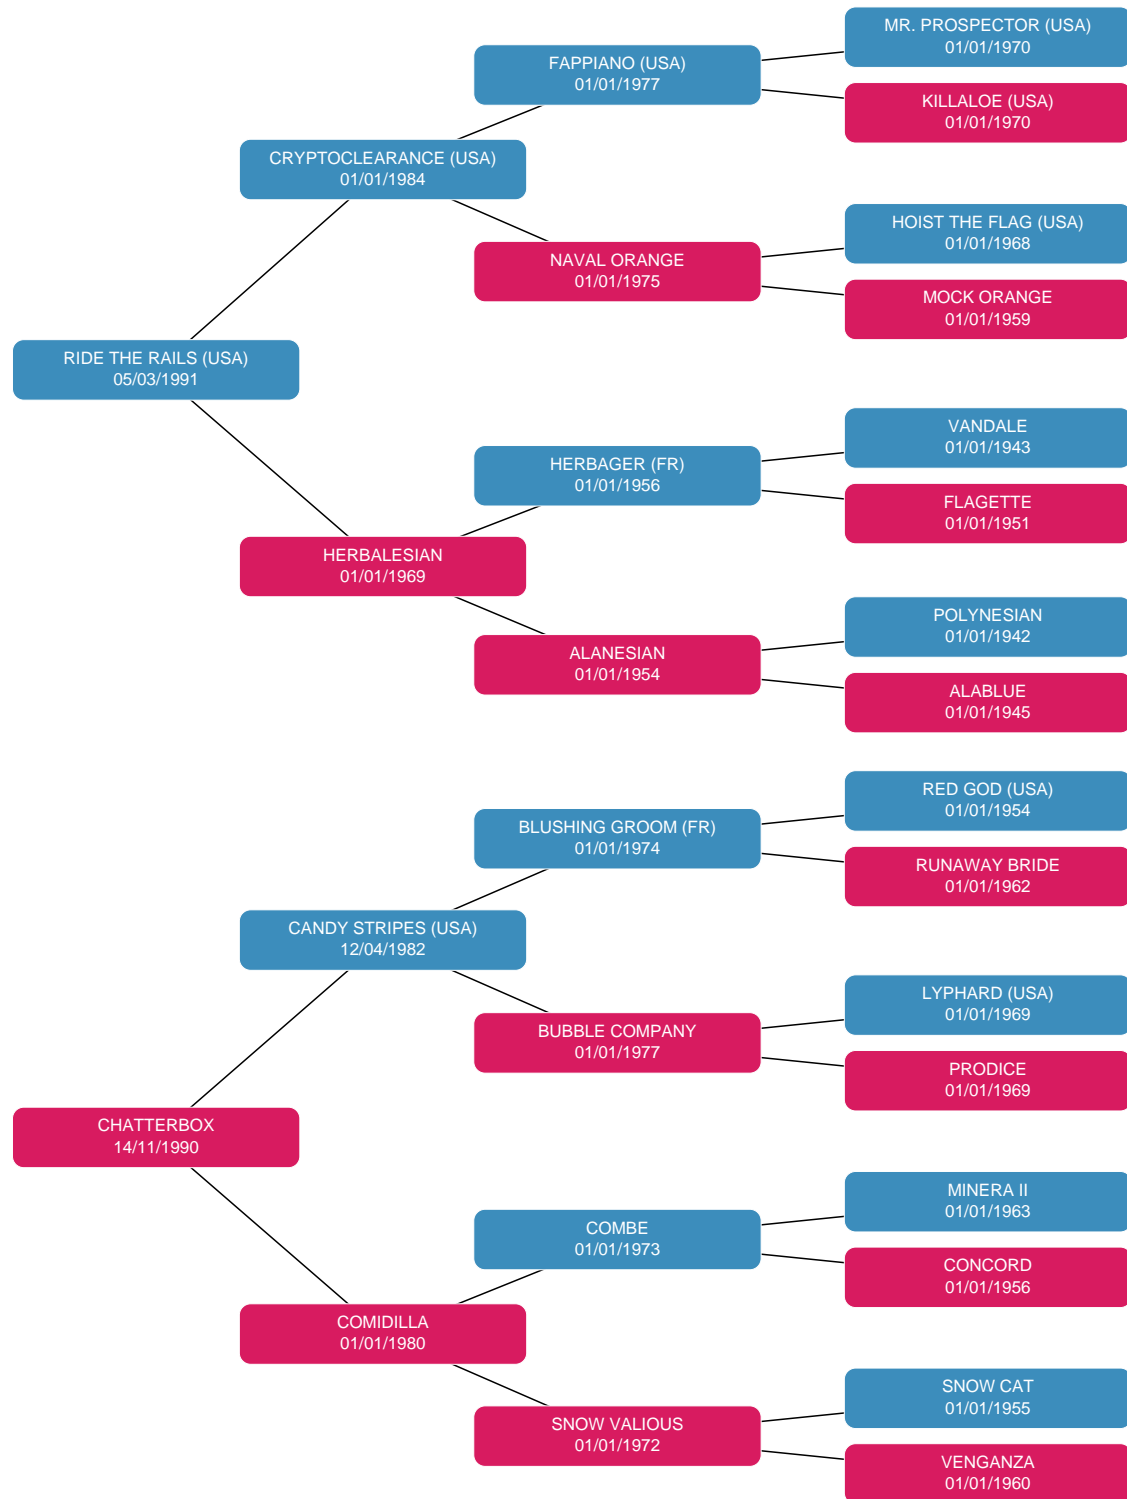 MR. PROSPECTOR (USA)
01/01/1970
FAPPIANO (USA)
01/01/1977
KILLALOE (USA)
01/01/1970
CRYPTOCLEARANCE (USA)
01/01/1984
HOIST THE FLAG (USA)
01/01/1968
NAVAL ORANGE
01/01/1975
MOCK ORANGE
01/01/1959
RIDE THE RAILS (USA)
05/03/1991
VANDALE
01/01/1943
HERBAGER (FR)
01/01/1956
FLAGETTE
01/01/1951
HERBALESIAN
01/01/1969
POLYNESIAN
01/01/1942
ALANESIAN
01/01/1954
ALABLUE
01/01/1945
RED GOD (USA)
01/01/1954
BLUSHING GROOM (FR)
01/01/1974
RUNAWAY BRIDE
01/01/1962
CANDY STRIPES (USA)
12/04/1982
LYPHARD (USA)
01/01/1969
BUBBLE COMPANY
01/01/1977
PRODICE
01/01/1969
CHATTERBOX
14/11/1990
MINERA II
01/01/1963
COMBE
01/01/1973
CONCORD
01/01/1956
COMIDILLA
01/01/1980
SNOW CAT
01/01/1955
SNOW VALIOUS
01/01/1972
VENGANZA
01/01/1960